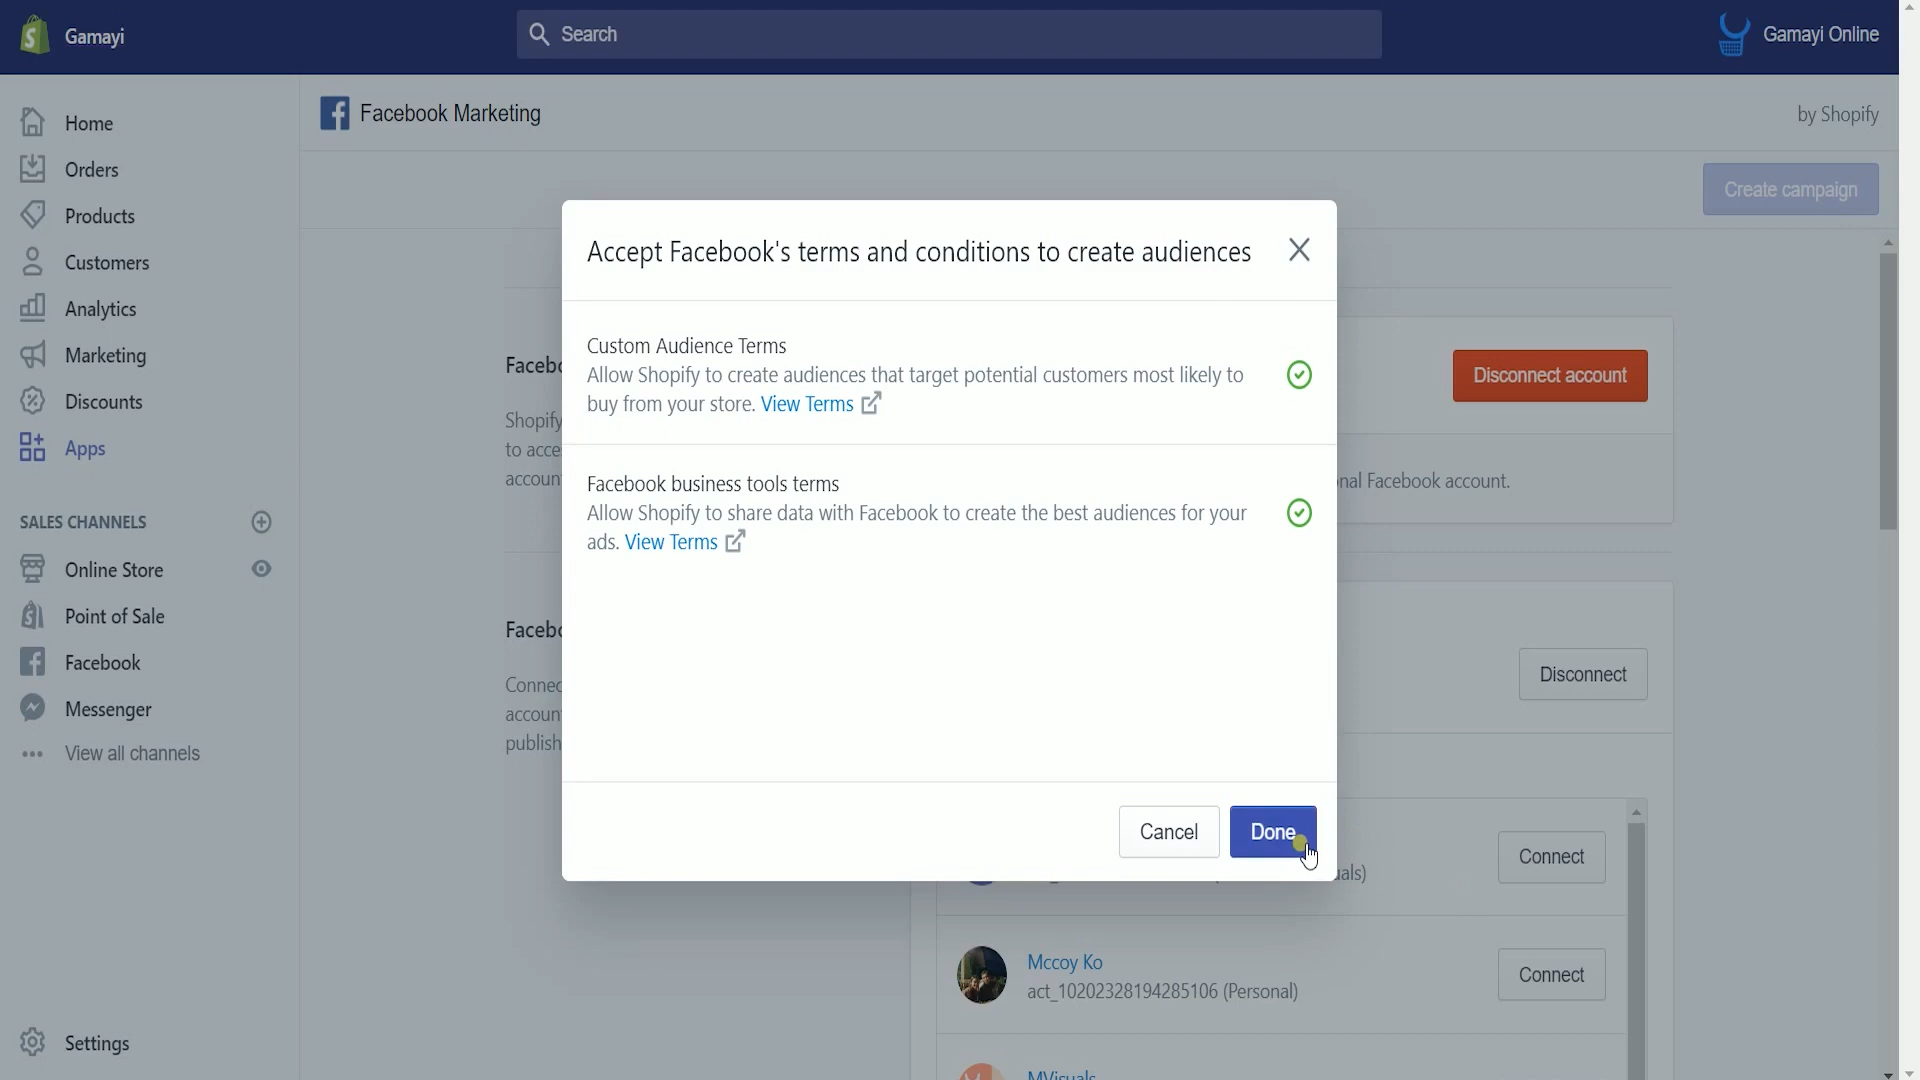 Gamayi
Search
Gamayi Online
Home
Orders
Products
Customers
Analytics
Marketing
Discounts
Apps
SALES CHANNELS
Online Store
Point of Sale
Facebook
Messenger
View all channels
Settings
Facebook Marketing
by Shopify
Create campaign
Accept Facebook's terms and conditions to create audiences
Custom Audience Terms
Allow Shopify to create audiences that target potential customers most likely to
buy from your store. View Terms
Facebook business tools terms
Allow Shopify to share data with Facebook to create the best audiences for your
ads. View Terms
Cancel
Done
Shopify
to
Disconnect account
Facebook account.
Disconnect
Connect
Mccoy Ko
act_10202328194285106 (Personal)
Connect
MVisuals